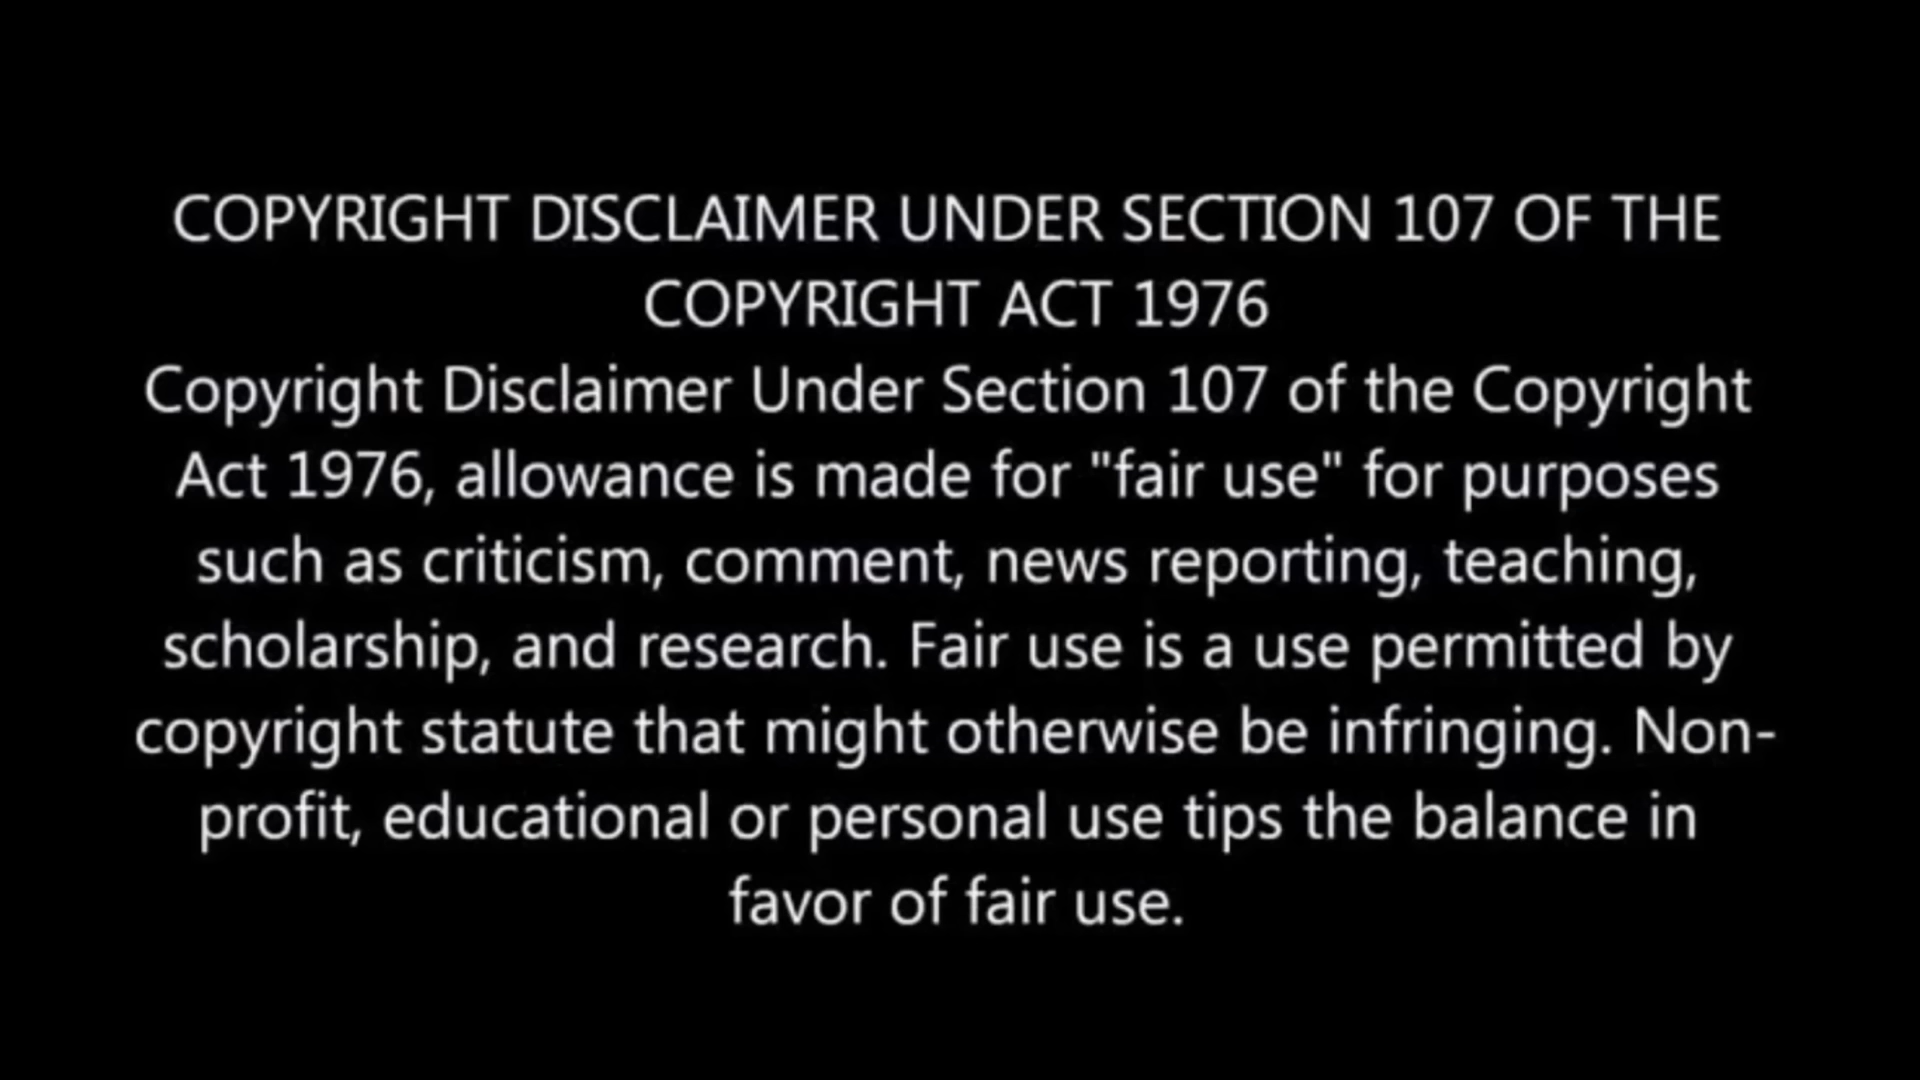 COPYRIGHT DISCLAIMER UNDER SECTION 107 OF THE
COPYRIGHT ACT 1976
Copyright Disclaimer Under Section 107 of the Copyright
Act 1976, allowance is made for "fair use" for purposes
such as criticism, comment, news reporting, teaching,
scholarship, and research. Fair use is a use permitted by
copyright statute that might otherwise be infringing. Non-
profit, educational or personal use tips the balance in
favor of fair use.